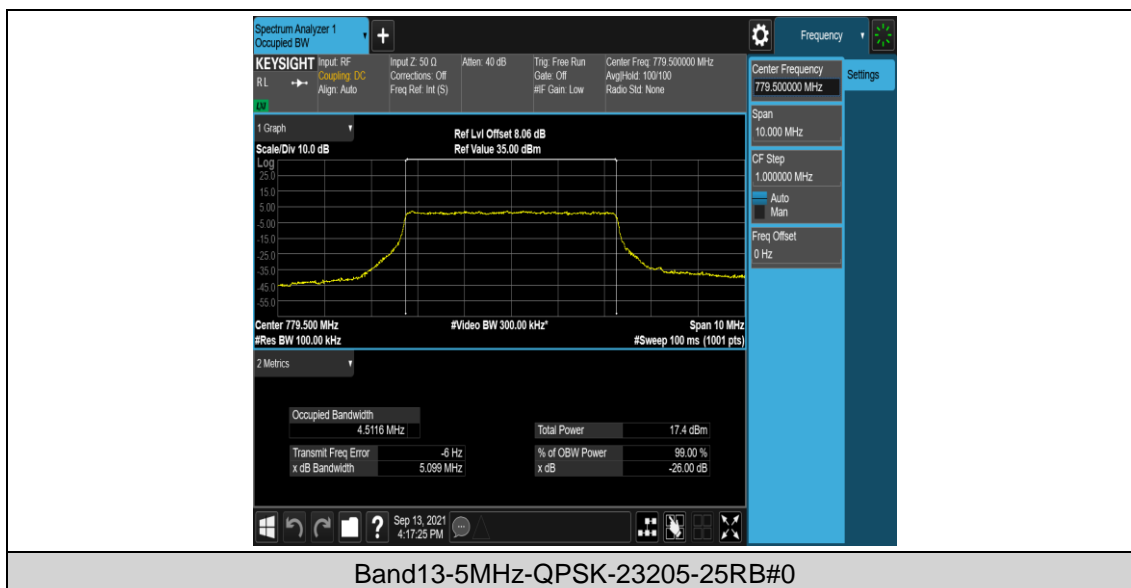 Spectrum Analyzer 1
Occupied BW
+
Frequency
KEYSIGHT
RL
LXI
Input: RF
Coupling: DC
Align: Auto
Input Z: 50 Ω
Corrections: Off
Freq Ref: Int (S)
Atten: 40 dB
Trig: Free Run
Gate: Off
#IF Gain: Low
Center Freq: 779.500000 MHz
Avg|Hold: 100/100
Radio Std: None
Center Frequency
779.500000 MHz
Settings
Span
10.000 MHz
CF Step
1.000000 MHz
Auto
Man
Freq Offset
0 Hz
1 Graph
Ref Lvl Offset 8.06 dB
Scale/Div 10.0 dB
Ref Value 35.00 dBm
Log
25.0
15.0
5.00
-5.00
-15.0
-25.0
-35.0
-45.0
-55.0
Center 779.500 MHz
#Video BW 300.00 kHz*
Span 10 MHz
#Res BW 100.00 kHz
#Sweep 100 ms (1001 pts)
2 Metrics
Occupied Bandwidth
4.5116 MHz
Total Power 17.4 dBm
Transmit Freq Error -6 Hz
% of OBW Power 99.00 %
x dB Bandwidth 5.099 MHz
x dB -26.00 dB
?
Sep 13, 2021
4:17:25 PM
Band13-5MHz-QPSK-23205-25RB#0